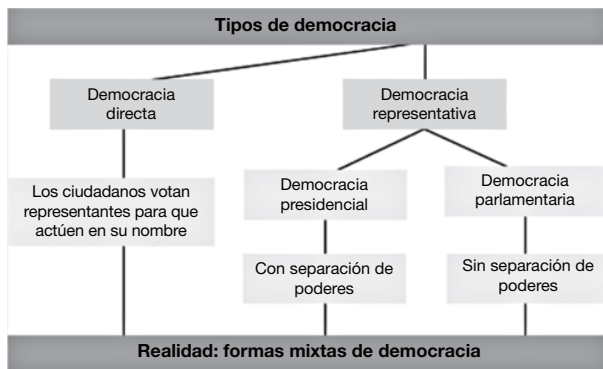 Tipos de democracia
Democracia
directa
Democracia
representativa
Los ciudadanos votan
representantes para que
actúen en su nombre
Democracia
presidencial
Democracia
parlamentaria
Con separación de
poderes
Sin separación de
poderes
Realidad: formas mixtas de democracia